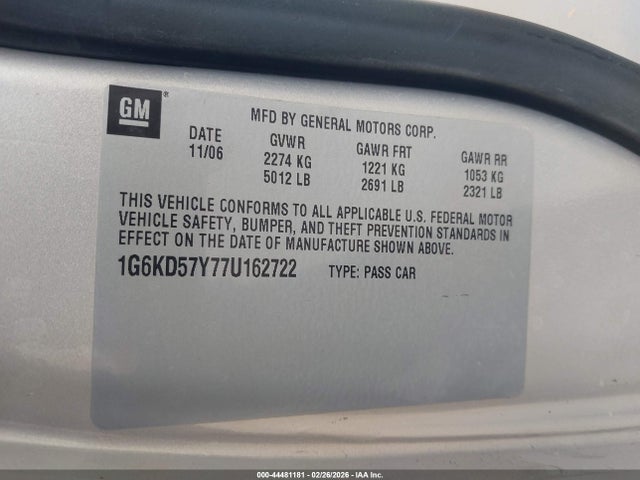 GM ®
MFD BY GENERAL MOTORS CORP.
DATE GVWR GAWR FRT GAWR RR
11/06 2274 KG 1221 KG 1053 KG
5012 LB 2691 LB 2321 LB
THIS VEHICLE CONFORMS TO ALL APPLICABLE U.S. FEDERAL MOTOR
VEHICLE SAFETY, BUMPER, AND THEFT PREVENTION STANDARDS IN
EFFECT ON THE DATE OF MANUFACTURE SHOWN ABOVE.
1G6KD57Y77U162722 TYPE: PASS CAR
000-44481181 - 02/26/2026 - IAA Inc.